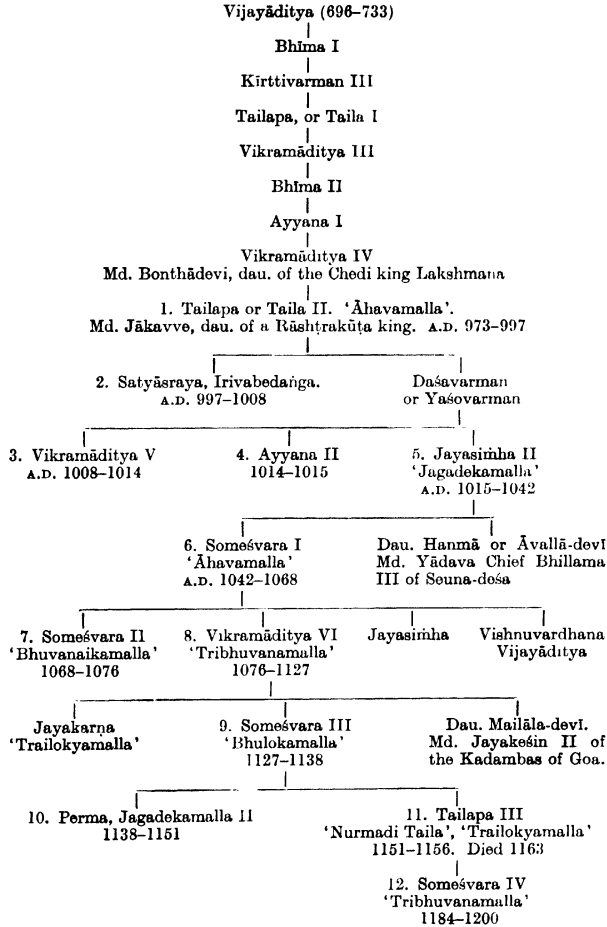 Vijayāditya (696–733)
Bhīma I
Kīrttivarman III
Tailapa, or Taila I
Vikramāditya III
Bhīma II
Ayyana I
Vikramāditya IV
Md. Bonthādevi, dau. of the Chedi king Lakshmana
1. Tailapa or Taila II. ‘Āhavamalla’.
Md. Jākavve, dau. of a Rāshṭrakūṭa king. A.D. 973–997
2. Satyāsraya, Irivabedaṅga.
A.D. 997–1008
Daśavarman
or Yaśovarman
3. Vikramāditya V
A.D. 1008–1014
4. Ayyana II
1014–1015
5. Jayasiṁha II
‘Jagadekamalla’
A.D. 1015–1042
6. Someśvara I
‘Āhavamalla’
A.D. 1042–1068
Dau. Hanmā or Āvallā-devī
Md. Yādava Chief Bhillama
III of Seuna-deśa
7. Someśvara II
‘Bhuvanaikamalla’
1068–1076
8. Vikramāditya VI
‘Tribhuvanamalla’
1076–1127
Jayasiṁha
Vishnuvardhana
Vijayāditya
Jayakarṇa
‘Trailokyamalla’
9. Someśvara III
‘Bhulokamalla’
1127–1138
Dau. Mailāla-devī.
Md. Jayakeśin II of
the Kadambas of Goa.
10. Perma, Jagadekamalla II
1138–1151
11. Tailapa III
‘Nurmadi Taila’, ‘Trailokyamalla’
1151–1156. Died 1163
12. Someśvara IV
‘Tribhuvanamalla’
1184–1200